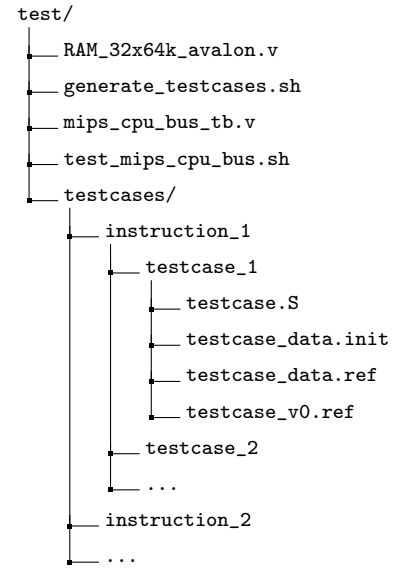 test/
RAM_32x64k_avalon.v
generate_testcases.sh
mips_cpu_bus_tb.v
test_mips_cpu_bus.sh
testcases/
instruction_1
testcase_1
testcase.S
testcase_data.init
testcase_data.ref
testcase_v0.ref
testcase_2
...
instruction_2
...